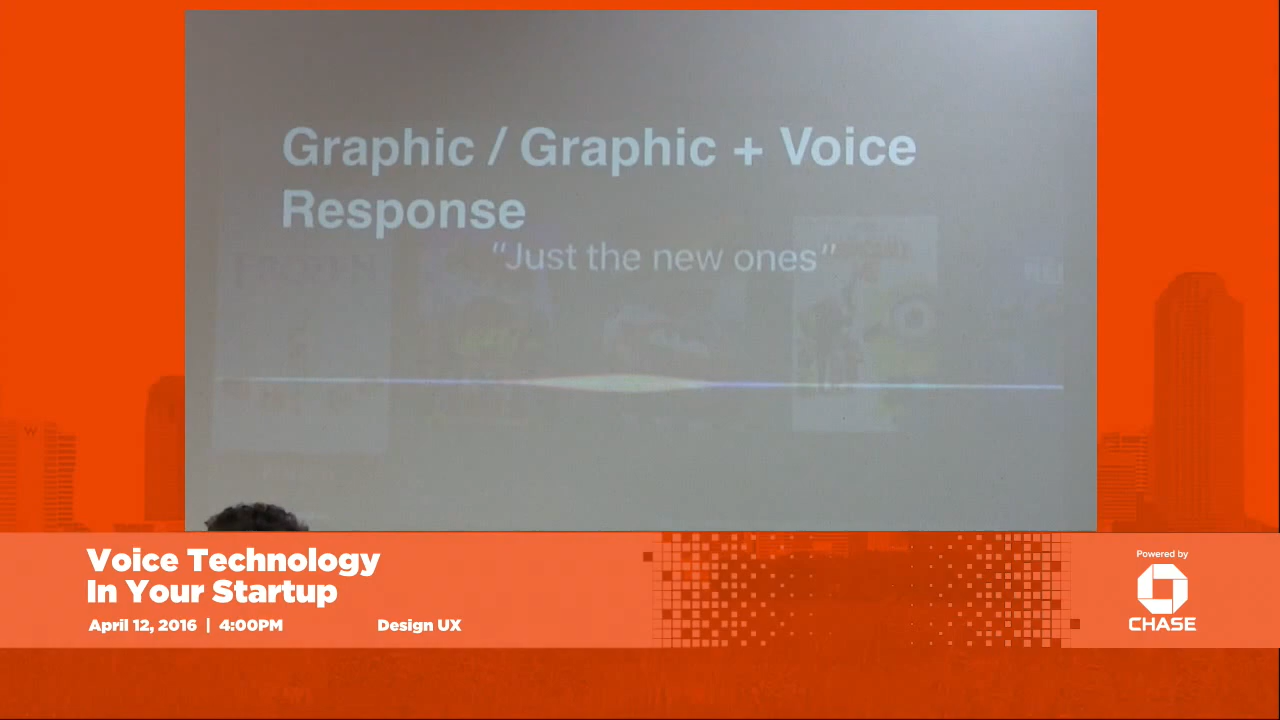 Graphic / Graphic + Voice
Response
“Just the new ones”
FROZEN
Voice Technology
In Your Startup
April 12, 2016 | 4:00PM
Design UX
Powered by
CHASE